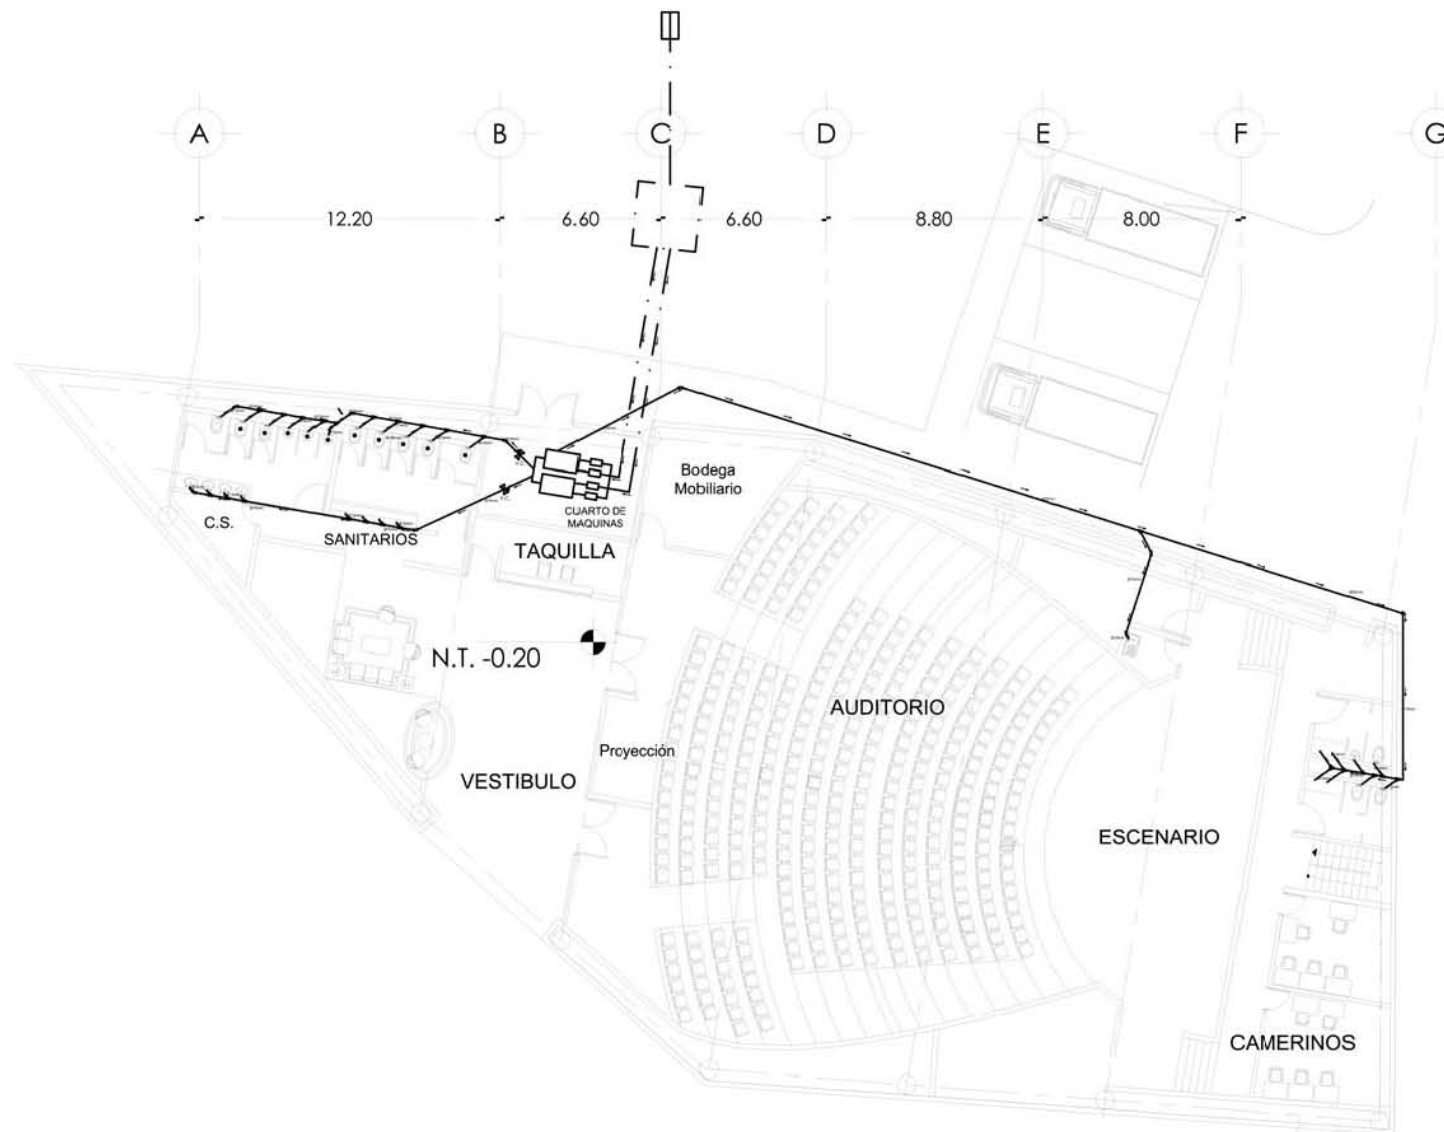 A B C D E F G
12.20 6.60 6.60 8.80 8.00
Bodega
Mobiliario
CUARTO DE
MAQUINAS
C.S.
SANITARIOS
TAQUILLA
N.T. -0.20
AUDITORIO
Proyección
VESTIBULO
ESCENARIO
CAMERINOS